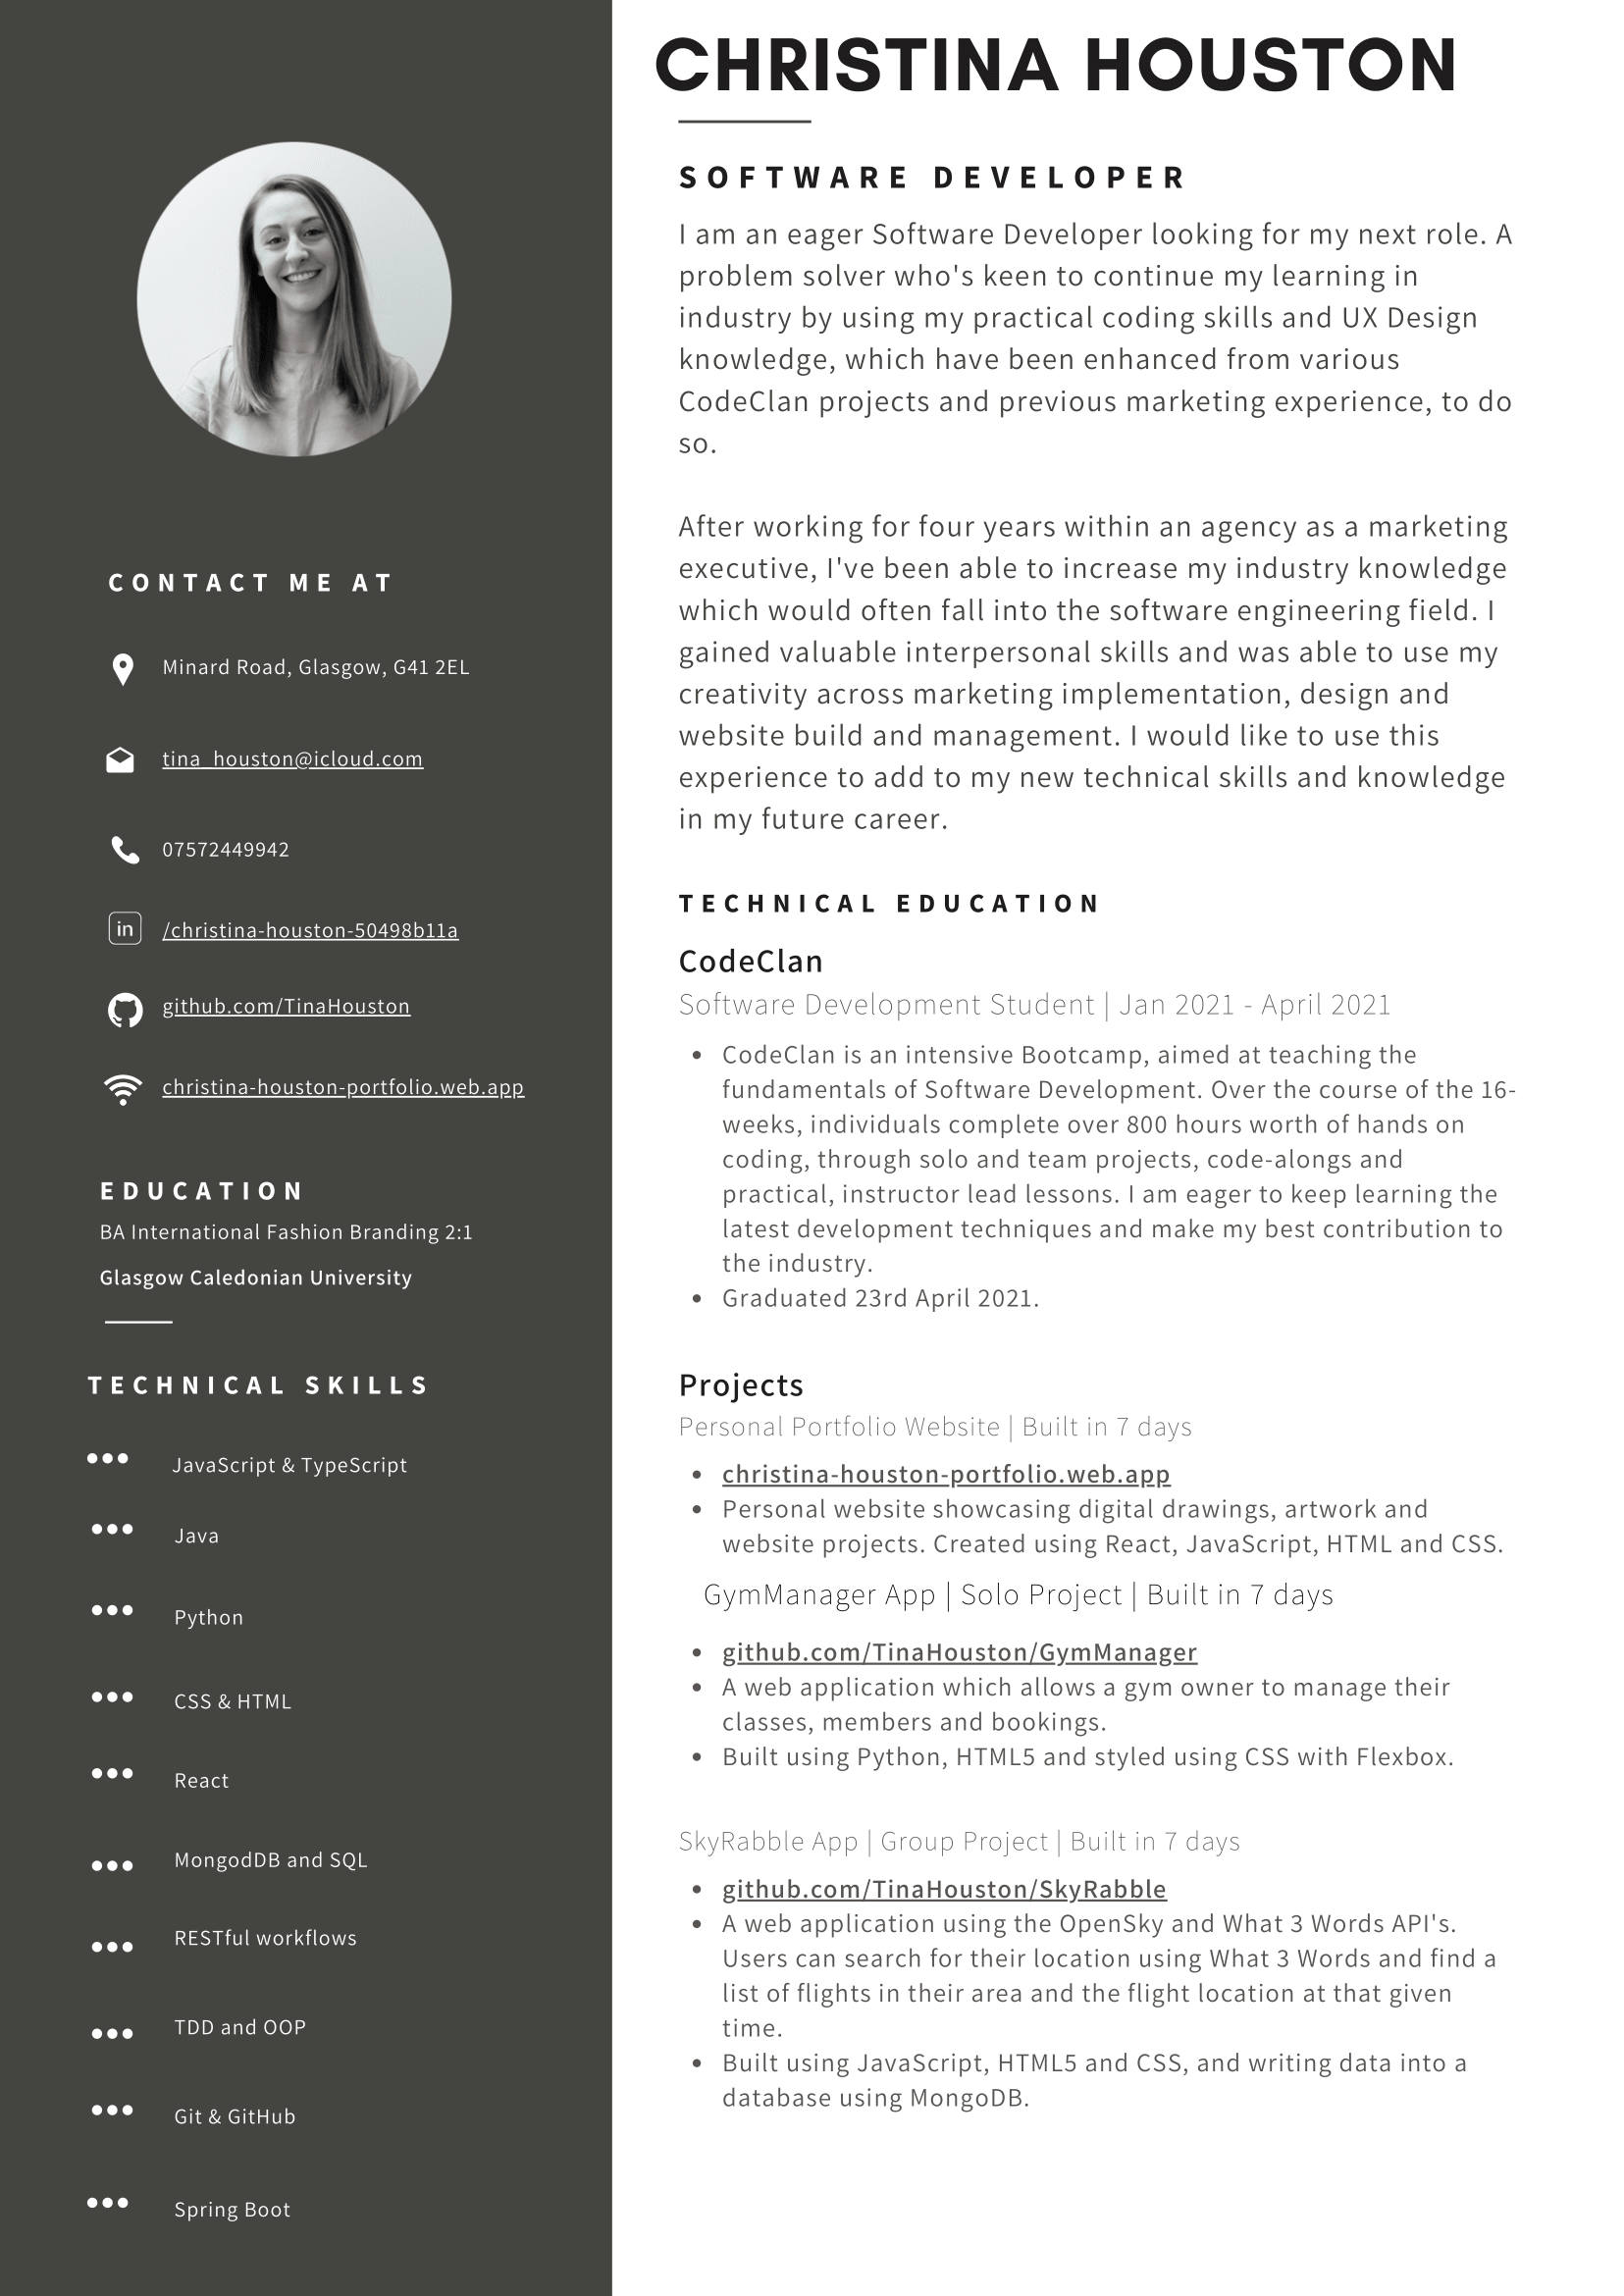 CHRISTINA HOUSTON
SOFTWARE DEVELOPER
I am an eager Software Developer looking for my next role. A
problem solver who's keen to continue my learning in
industry by using my practical coding skills and UX Design
knowledge, which have been enhanced from various
CodeClan projects and previous marketing experience, to do
so.
After working for four years within an agency as a marketing
executive, I've been able to increase my industry knowledge
which would often fall into the software engineering field. I
gained valuable interpersonal skills and was able to use my
creativity across marketing implementation, design and
website build and management. I would like to use this
experience to add to my new technical skills and knowledge
in my future career.
TECHNICAL EDUCATION
CodeClan
Software Development Student | Jan 2021 - April 2021
• CodeClan is an intensive Bootcamp, aimed at teaching the
fundamentals of Software Development. Over the course of the 16-
weeks, individuals complete over 800 hours worth of hands on
coding, through solo and team projects, code-alongs and
practical, instructor lead lessons. I am eager to keep learning the
latest development techniques and make my best contribution to
the industry.
• Graduated 23rd April 2021.
Projects
Personal Portfolio Website | Built in 7 days
• christina-houston-portfolio.web.app
• Personal website showcasing digital drawings, artwork and
website projects. Created using React, JavaScript, HTML and CSS.
GymManager App | Solo Project | Built in 7 days
• github.com/TinaHouston/GymManager
• A web application which allows a gym owner to manage their
classes, members and bookings.
• Built using Python, HTML5 and styled using CSS with Flexbox.
SkyRabble App | Group Project | Built in 7 days
• github.com/TinaHouston/SkyRabble
• A web application using the OpenSky and What 3 Words API's.
Users can search for their location using What 3 Words and find a
list of flights in their area and the flight location at that given
time.
• Built using JavaScript, HTML5 and CSS, and writing data into a
database using MongoDB.
CONTACT ME AT
Minard Road, Glasgow, G41 2EL
tina_houston@icloud.com
07572449942
in /christina-houston-50498b11a
github.com/TinaHouston
christina-houston-portfolio.web.app
EDUCATION
BA International Fashion Branding 2:1
Glasgow Caledonian University
TECHNICAL SKILLS
JavaScript & TypeScript
Java
Python
CSS & HTML
React
MongodDB and SQL
RESTful workflows
TDD and OOP
Git & GitHub
Spring Boot